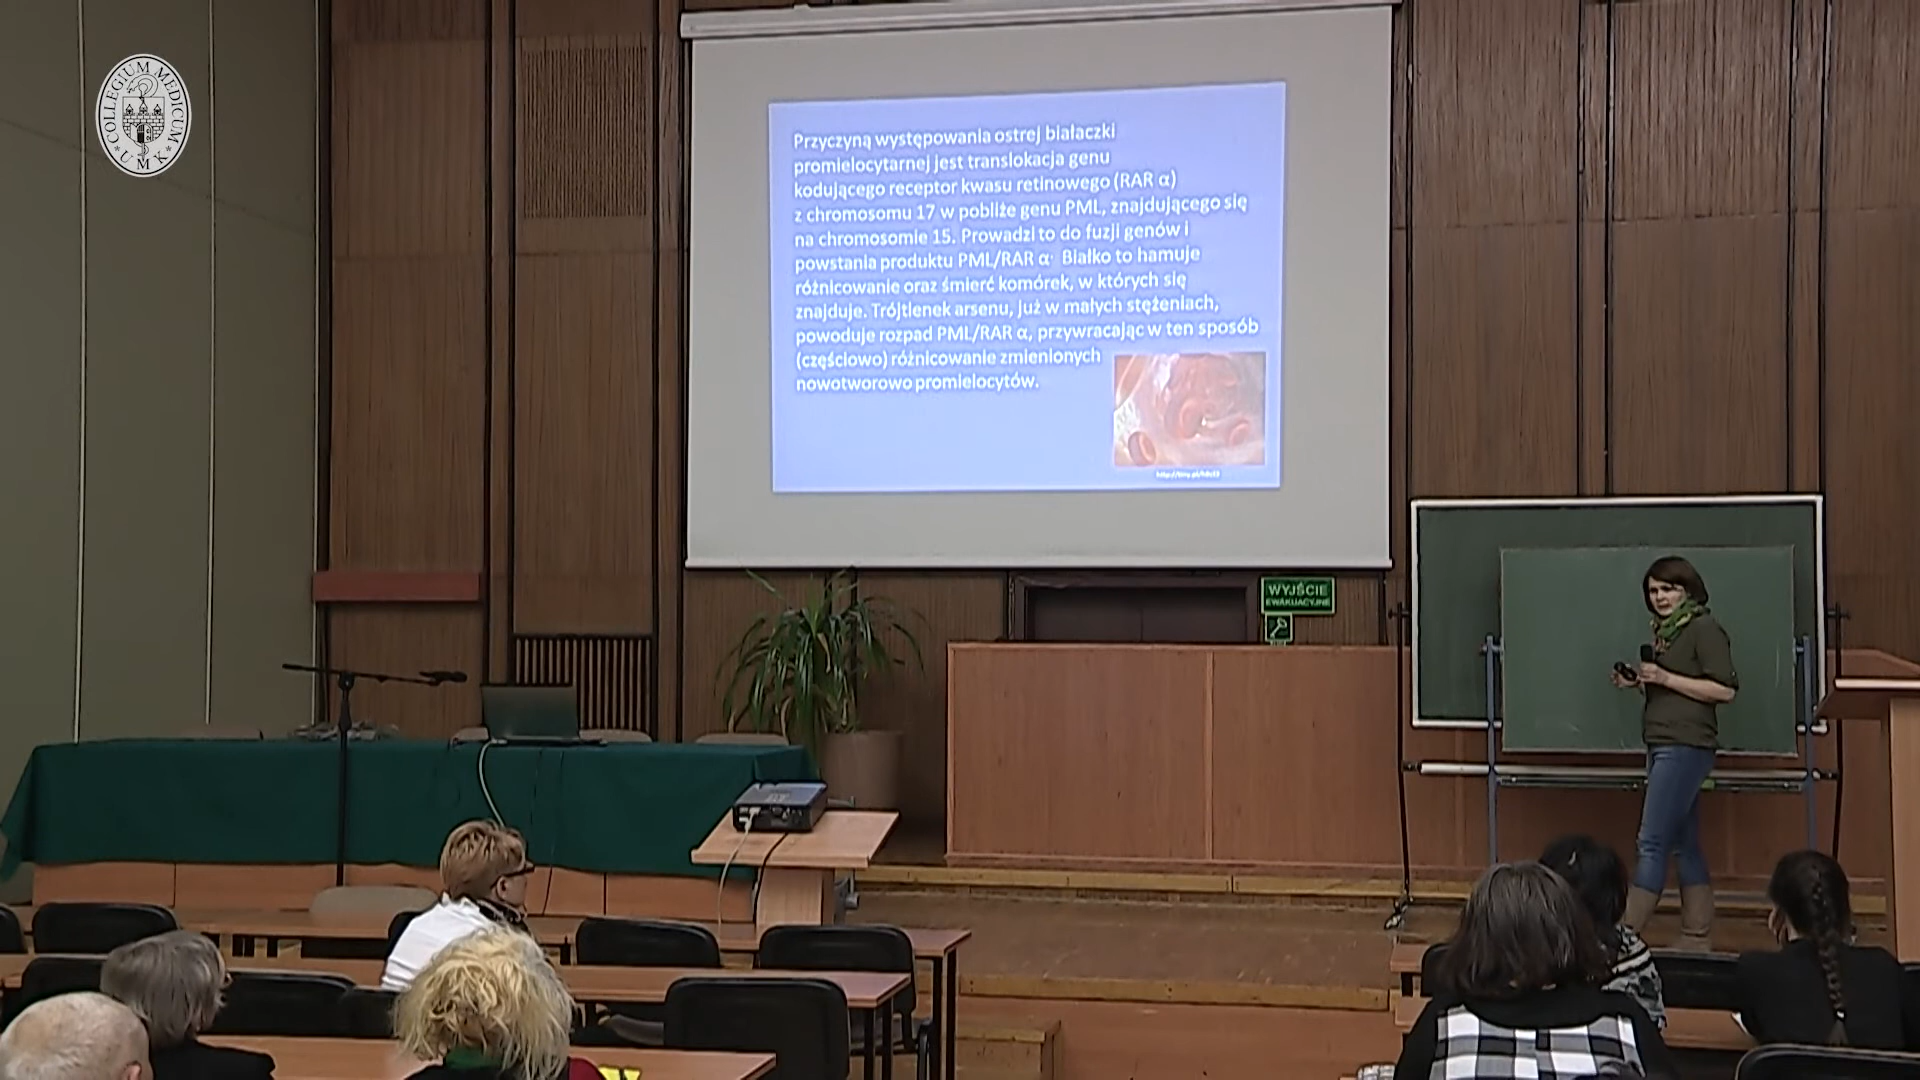 COLLEGIUM MEDICUM
* UMK *
Przyczyną występowania ostrej białaczki
promielocytarnej jest translokacja genu
kodującego receptor kwasu retinowego (RAR α)
z chromosomu 17 w pobliże genu PML, znajdującego się
na chromosomie 15. Prowadzi to do fuzji genów i
powstania produktu PML/RAR α. Białko to hamuje
różnicowanie oraz śmierć komórek, w których się
znajduje. Trójtlenek arsenu, już w małych stężeniach,
powoduje rozpad PML/RAR α, przywracając w ten sposób
(częściowo) różnicowanie zmienionych
nowotworowo promielocytów.
WYJŚCIE
EWAKUACYJNE